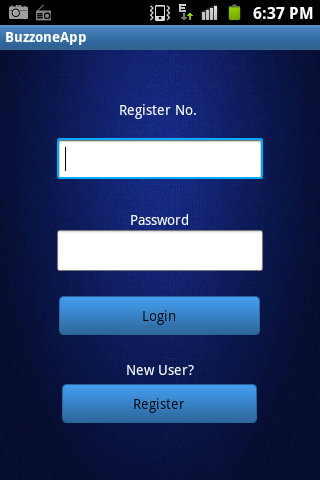 6:37 PM
BuzzoneApp
Register No.
Password
Login
New User?
Register